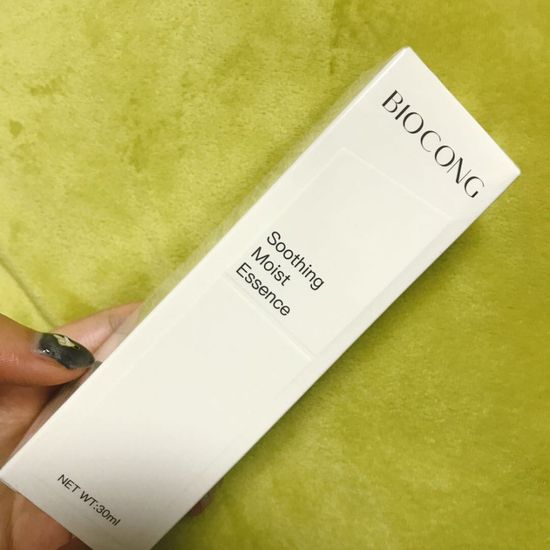 BIOCONG
Soothing
Moist
Essence
NET WT:30ml